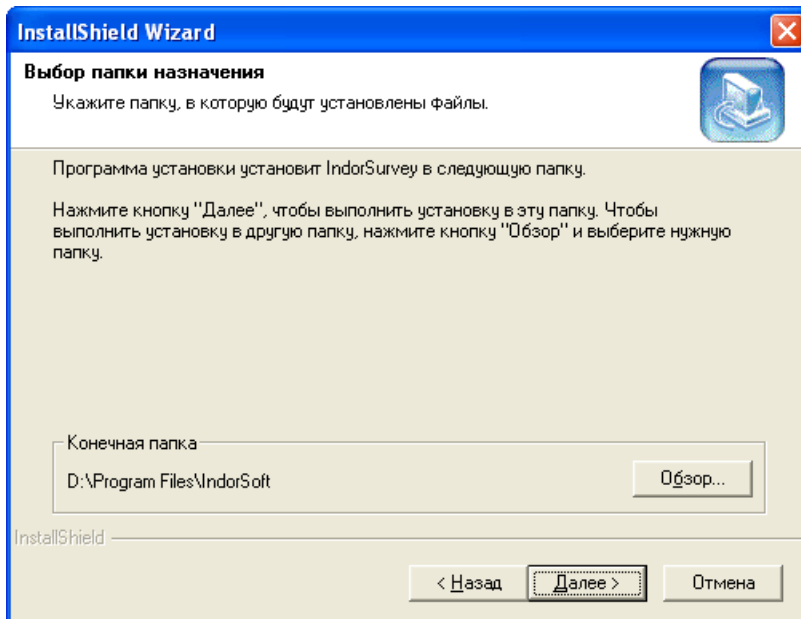 InstallShield Wizard
Выбор папки назначения
Укажите папку, в которую будут установлены файлы.
Программа установки установит IndorSurvey в следующую папку.
Нажмите кнопку "Далее", чтобы выполнить установку в эту папку. Чтобы
выполнить установку в другую папку, нажмите кнопку "Обзор" и выберите нужную
папку.
Конечная папка
D:\Program Files\IndorSoft
Обзор...
InstallShield
< Назад
Далее >
Отмена